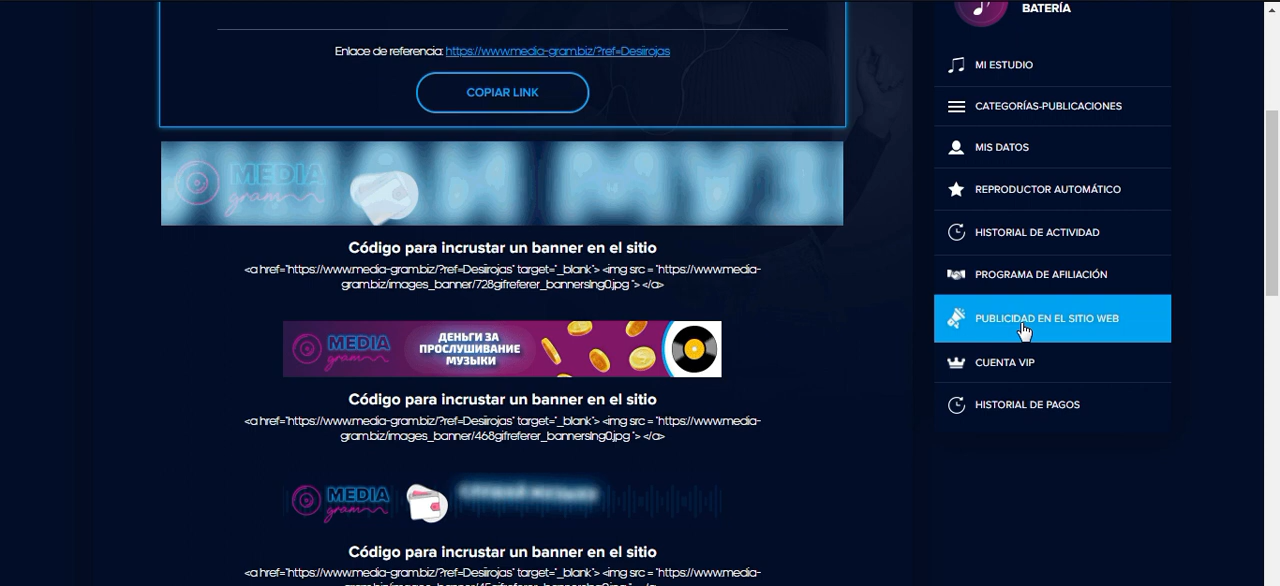 Enlace de referencia: https://www.media-gram.biz/?ref=Desiirojas
COPIAR LINK
MEDIA
gram
Código para incrustar un banner en el sitio
<a href="https://www.media-gram.biz/?ref=Desiirojas" target="_blank"> <img src = "https://www.media-
gram.biz/images_banner/728gifreferer_bannerslng0.jpg "> </a>
MEDIA
gram
ДЕНЬГИ ЗА
ПРОСЛУШИВАНИЕ
МУЗЫКИ
Código para incrustar un banner en el sitio
<a href="https://www.media-gram.biz/?ref=Desiirojas" target="_blank"> <img src = "https://www.media-
gram.biz/images_banner/468gifreferer_bannerslng0.jpg "> </a>
MEDIA
gram
СЛУШАЙ МУЗЫКУ
Código para incrustar un banner en el sitio
<a href="https://www.media-gram.biz/?ref=Desiirojas" target="_blank"> <img src = "https://www.media-
BATERÍA
MI ESTUDIO
CATEGORÍAS-PUBLICACIONES
MIS DATOS
REPRODUCTOR AUTOMÁTICO
HISTORIAL DE ACTIVIDAD
PROGRAMA DE AFILIACIÓN
PUBLICIDAD EN EL SITIO WEB
CUENTA VIP
HISTORIAL DE PAGOS